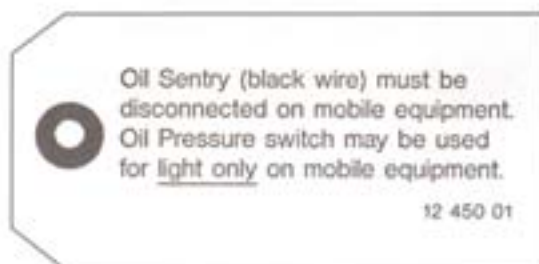 Oil Sentry (black wire) must be
disconnected on mobile equipment.
Oil Pressure switch may be used
for light only on mobile equipment.
12 450 01